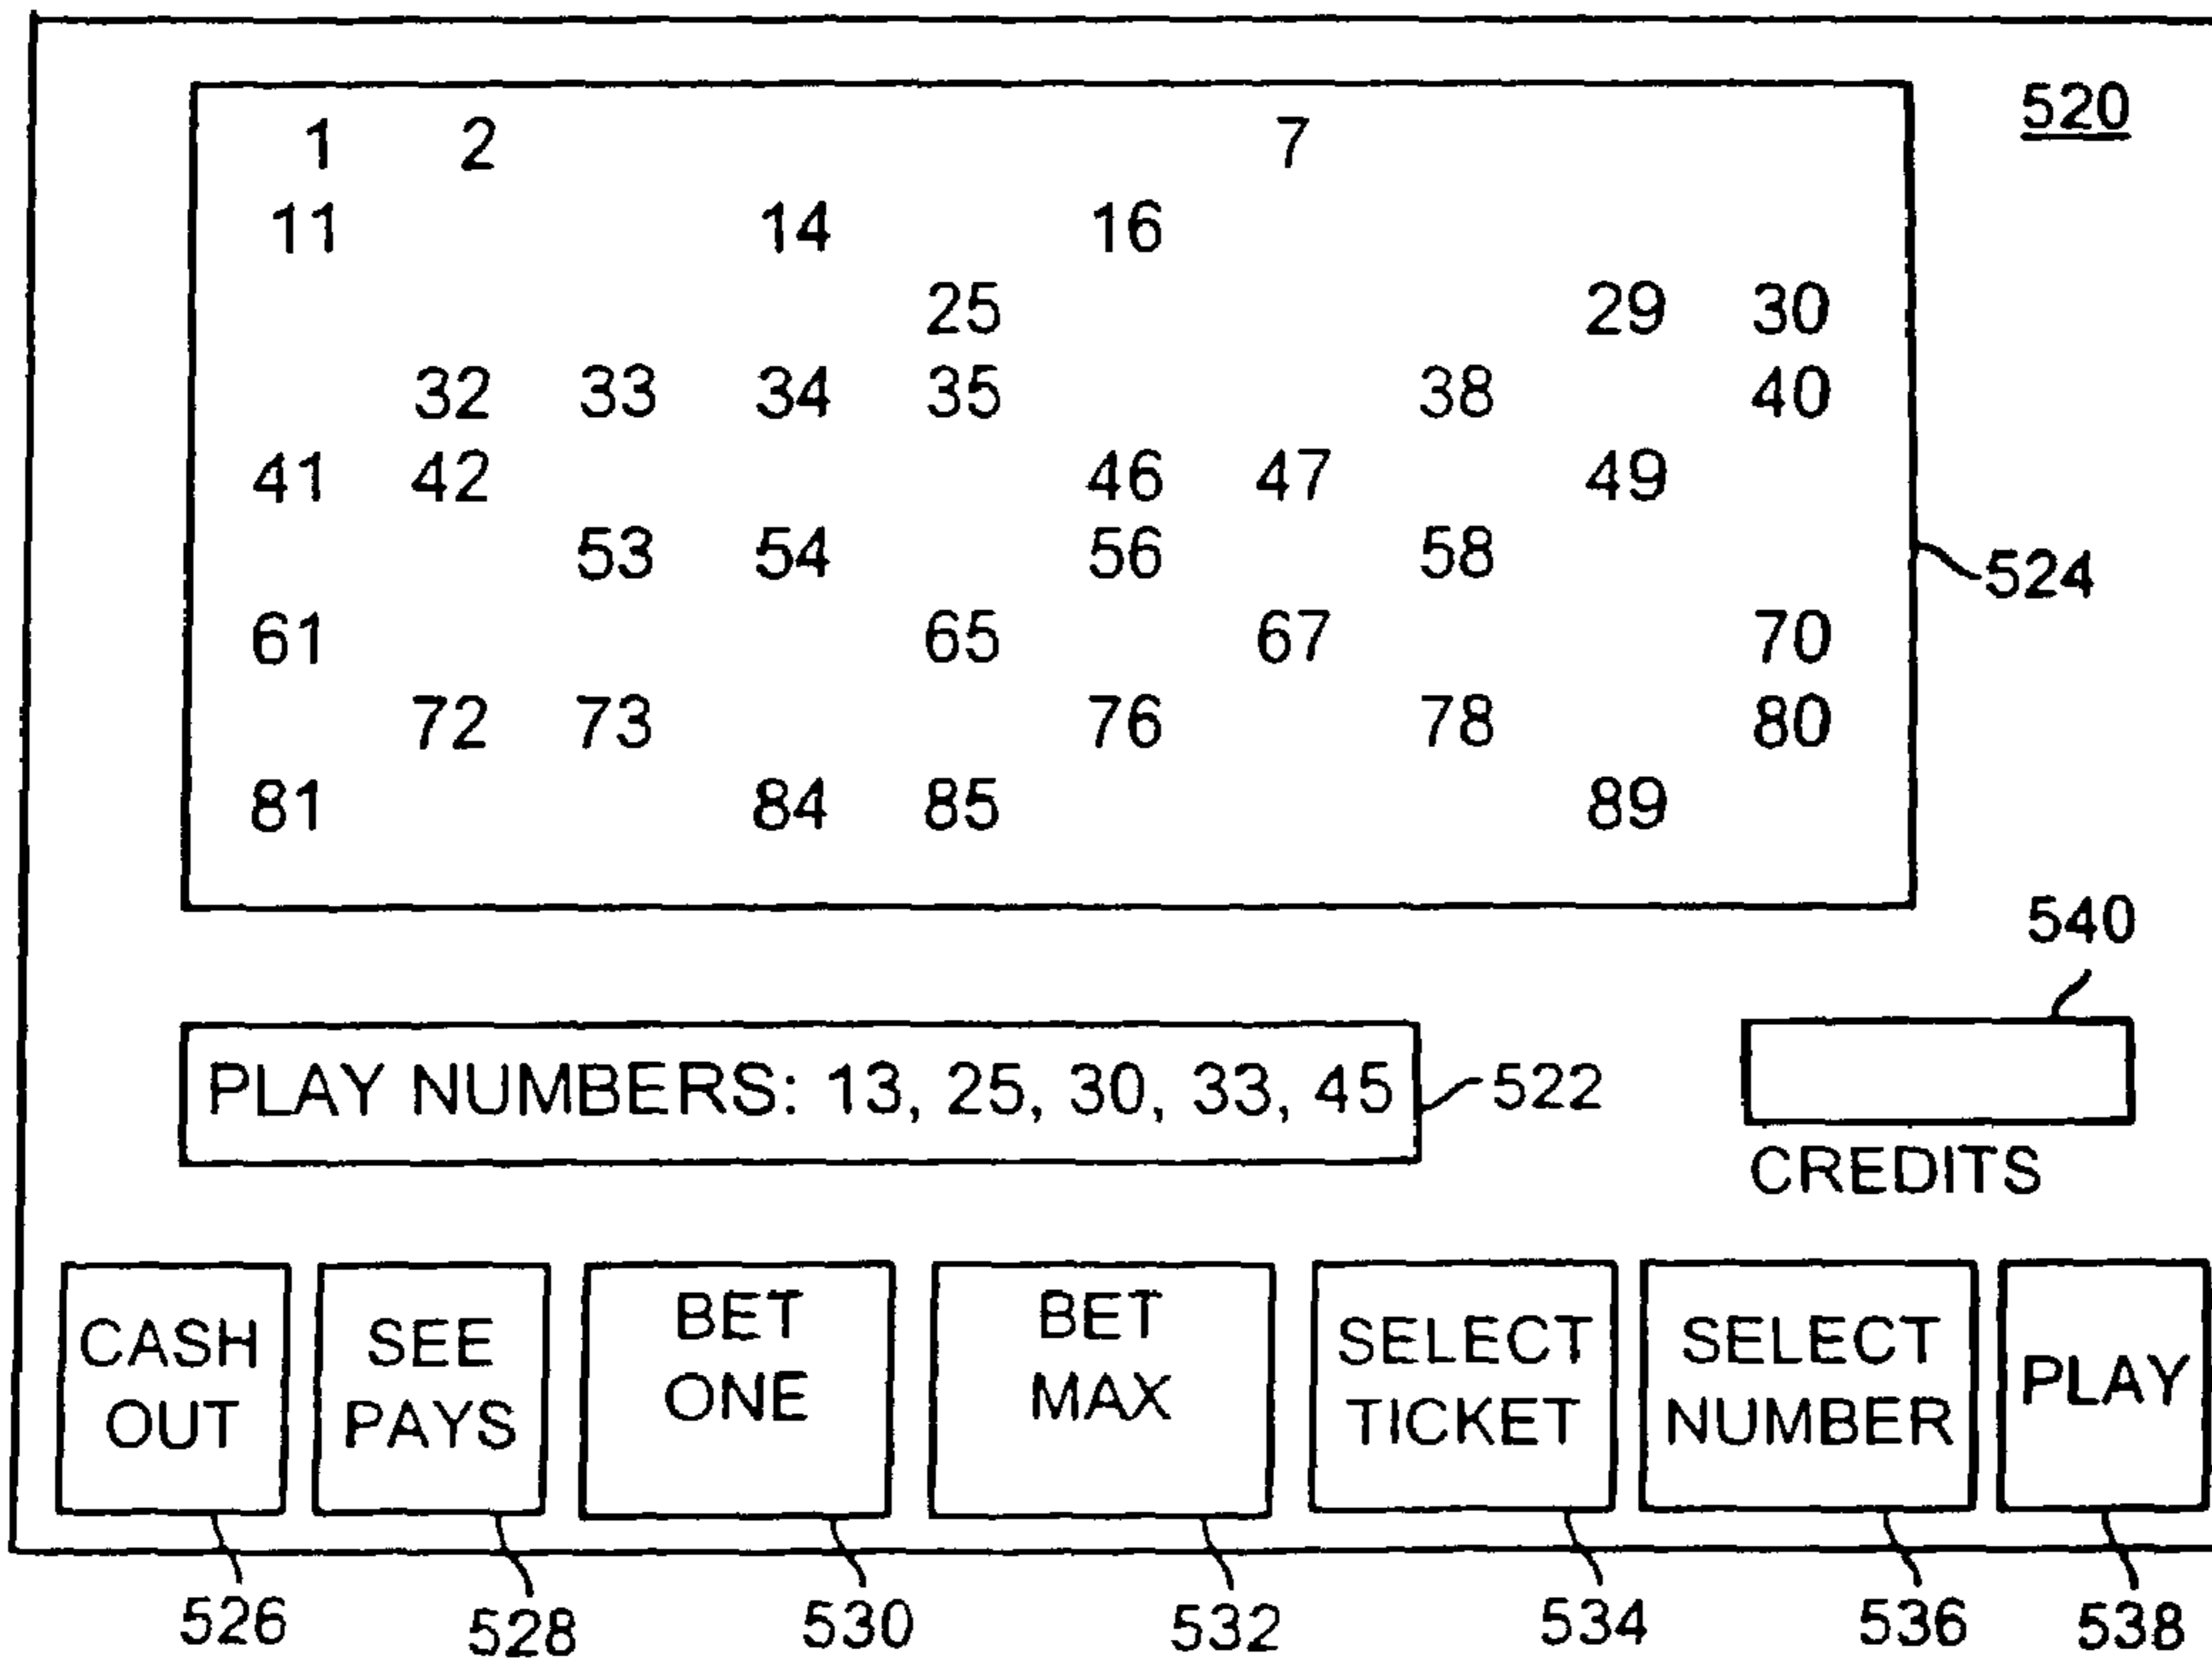 520
1 2 7
11 14 16
25 29 30
32 33 34 35 38 40
41 42 46 47 49
53 54 56 58
524
61 65 67 70
72 73 76 78 80
81 84 85 89
540
PLAY NUMBERS: 13, 25, 30, 33, 45
522
CREDITS
CASH
OUT
SEE
PAYS
BET
ONE
BET
MAX
SELECT
TICKET
SELECT
NUMBER
PLAY
526 528 530 532 534 536 538